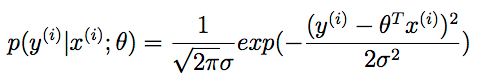 p(y^{(i)}|x^{(i)}; θ) = \frac{1}{\sqrt{2π}σ} exp(-\frac{(y^{(i)} - θ^T x^{(i)})^2}{2σ^2})